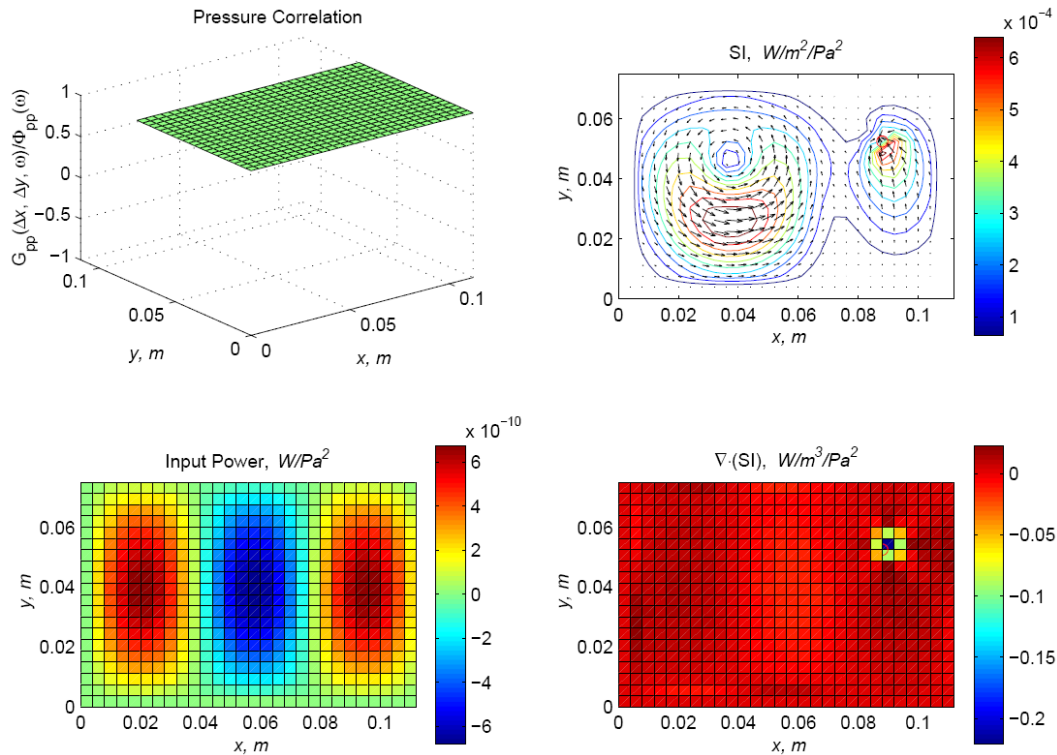 Pressure Correlation
G_pp(Δx, Δy, ω)/Φ_pp(ω)
1
0.5
0
−0.5
−1
0.1
0.05
0
y, m
0
0.05
0.1
x, m
SI, W/m²/Pa²
x 10⁻⁴
0.06
0.04
0.02
0
y, m
0 0.02 0.04 0.06 0.08 0.1
x, m
6
5
4
3
2
1
Input Power, W/Pa²
x 10⁻¹⁰
0.06
0.04
0.02
0
y, m
0 0.02 0.04 0.06 0.08 0.1
x, m
6
4
2
0
−2
−4
−6
∇·(SI), W/m³/Pa²
0.06
0.04
0.02
0
y, m
0 0.02 0.04 0.06 0.08 0.1
x, m
0
−0.05
−0.1
−0.15
−0.2